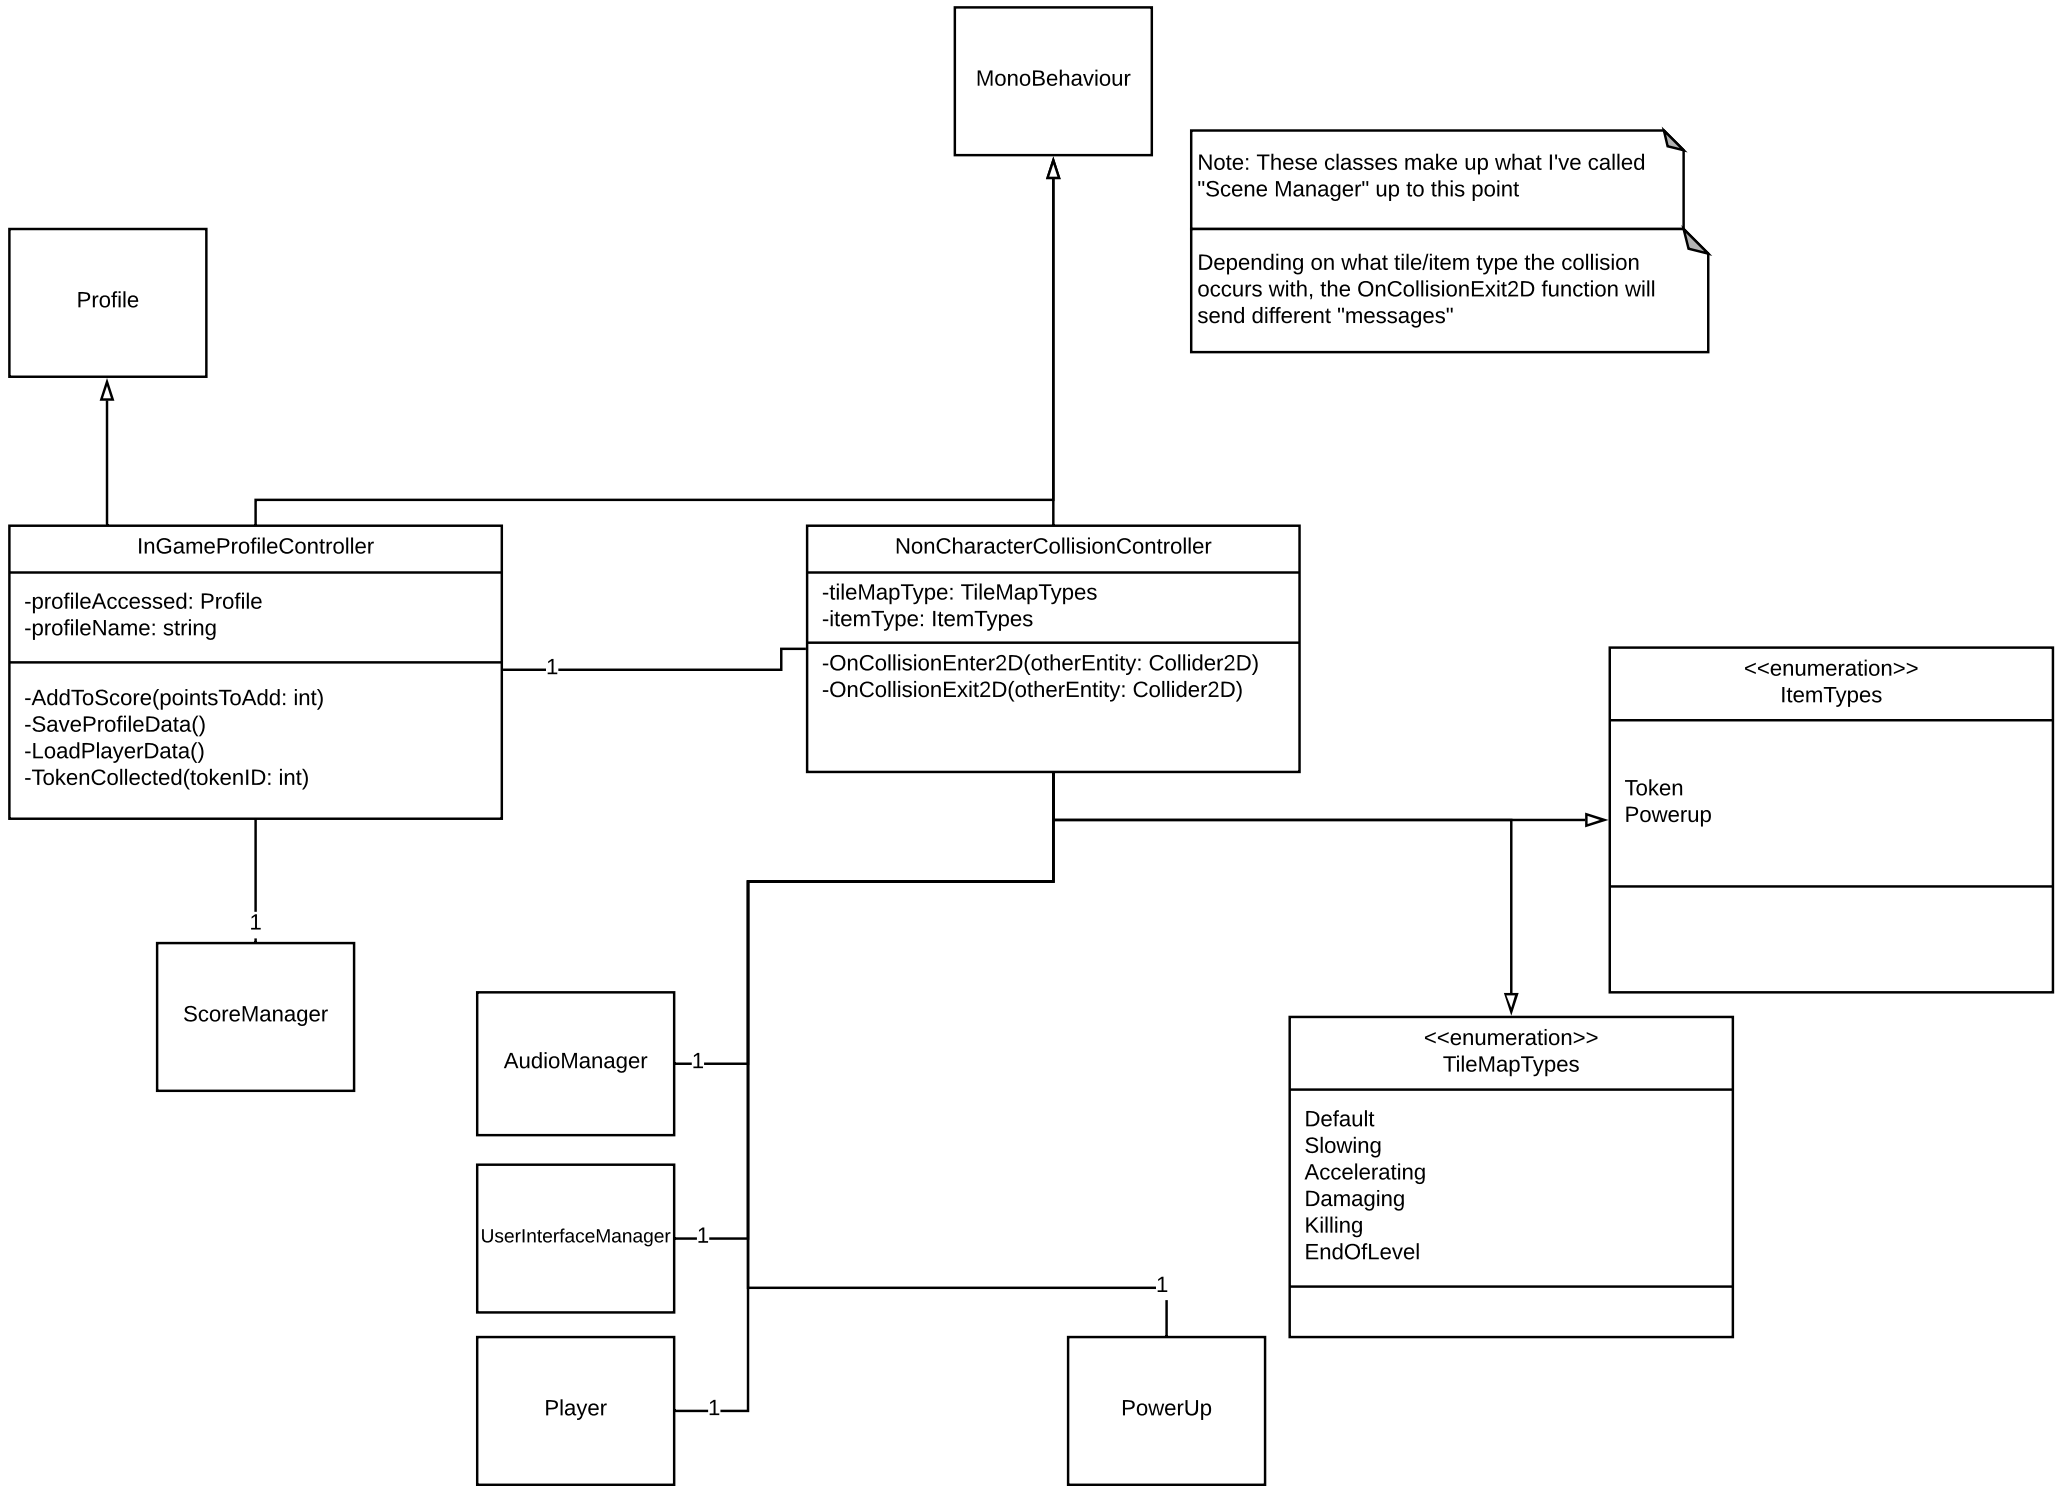 MonoBehaviour
Note: These classes make up what I've called
"Scene Manager" up to this point
Depending on what tile/item type the collision
occurs with, the OnCollisionExit2D function will
send different "messages"
Profile
InGameProfileController
-profileAccessed: Profile
-profileName: string
-AddToScore(pointsToAdd: int)
-SaveProfileData()
-LoadPlayerData()
-TokenCollected(tokenID: int)
1
NonCharacterCollisionController
-tileMapType: TileMapTypes
-itemType: ItemTypes
-OnCollisionEnter2D(otherEntity: Collider2D)
-OnCollisionExit2D(otherEntity: Collider2D)
<<enumeration>>
ItemTypes
Token
Powerup
1
ScoreManager
AudioManager
1
<<enumeration>>
TileMapTypes
Default
Slowing
Accelerating
Damaging
Killing
EndOfLevel
UserInterfaceManager
1
1
Player
1
PowerUp